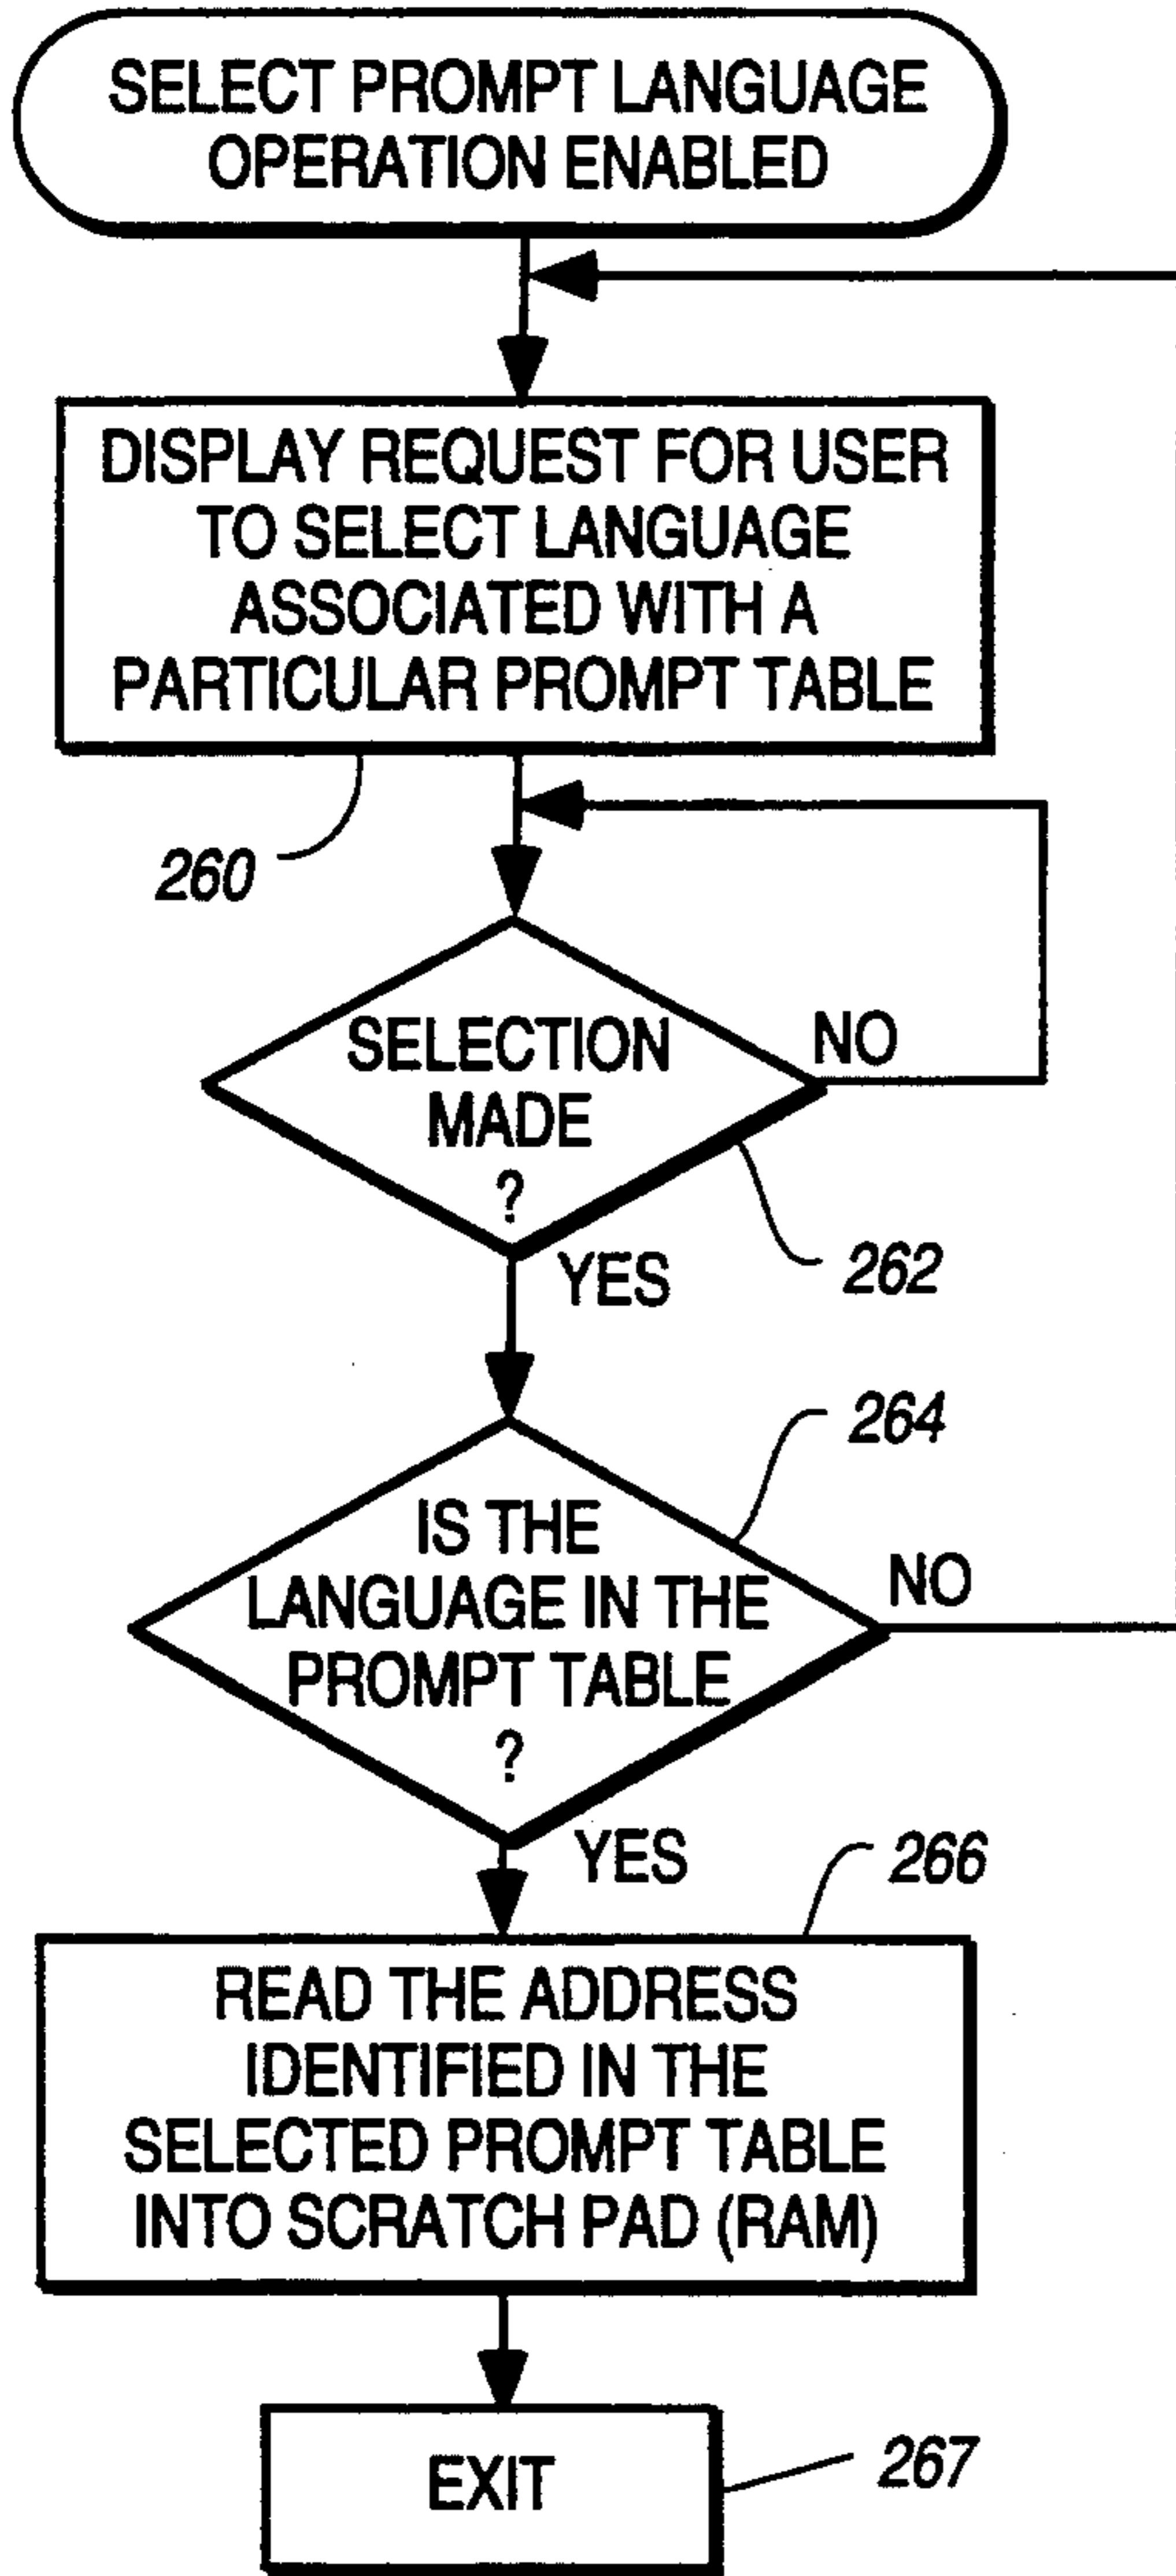 SELECT PROMPT LANGUAGE
OPERATION ENABLED
DISPLAY REQUEST FOR USER
TO SELECT LANGUAGE
ASSOCIATED WITH A
PARTICULAR PROMPT TABLE
260
SELECTION
MADE
?
NO
262
YES
264
IS THE
LANGUAGE IN THE
PROMPT TABLE
?
NO
YES
266
READ THE ADDRESS
IDENTIFIED IN THE
SELECTED PROMPT TABLE
INTO SCRATCH PAD (RAM)
EXIT
267